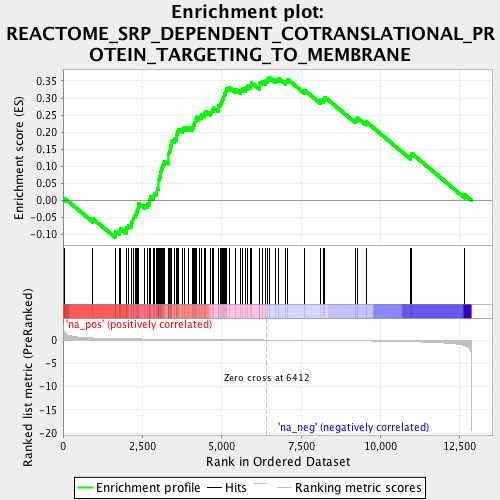 Enrichment plot:
REACTOME_SRP_DEPENDENT_COTRANSLATIONAL_PR
OTEIN_TARGETING_TO_MEMBRANE
Enrichment score (ES)
0.35
0.30
0.25
0.20
0.15
0.10
0.05
0.00
-0.05
-0.10
'na_pos' (positively correlated)
Ranked list metric (PreRanked)
0
-5
-10
-15
-20
Zero cross at 6412
'na_neg' (negatively correlated)
0 2,500 5,000 7,500 10,000 12,500
Rank in Ordered Dataset
Enrichment profile Hits Ranking metric scores